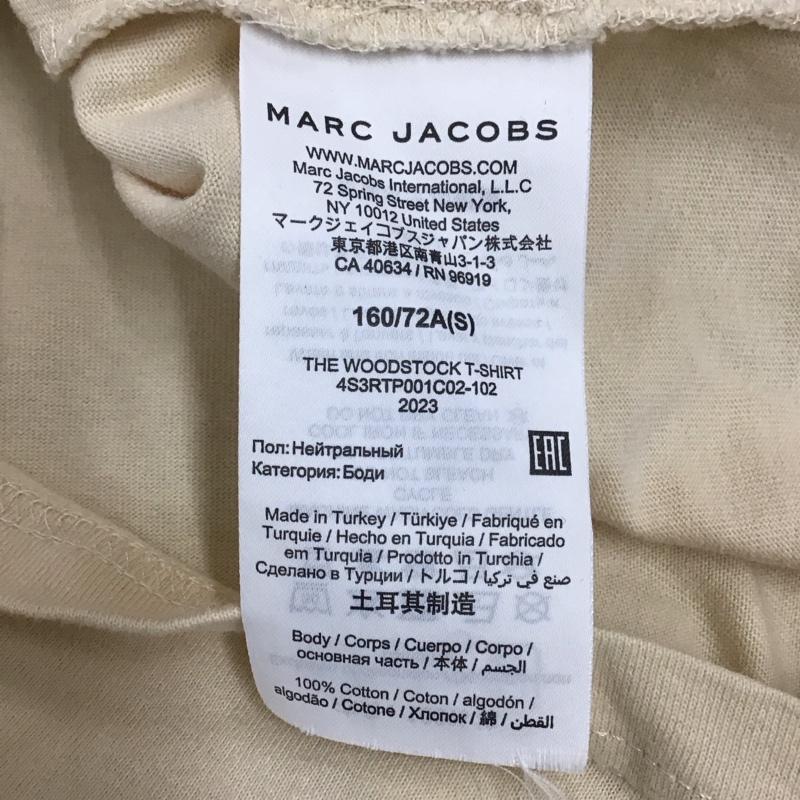 MARC JACOBS
WWW.MARCJACOBS.COM
Marc Jacobs International, L.L.C
72 Spring Street New York,
NY 10012 United States
マークジェイコブスジャパン株式会社
東京都港区南青山3-1-3
CA 40634 / RN 96919
160/72A(S)
THE WOODSTOCK T-SHIRT
4S3RTP001C02-102
2023
Пол: Нейтральный
Категория: Боди
EAC
Made in Turkey / Türkiye / Fabriqué en
Turquie / Hecho en Turquia / Fabricado
em Turquia / Prodotto in Turchia /
Сделано в Турции / トルコ / صنع في تركيا
土耳其制造
Body / Corps / Cuerpo / Corpo /
основная часть / 本体 / الجسم
100% Cotton / Coton / algodón /
algodão / Cotone / Хлопок / 綿 / القطن